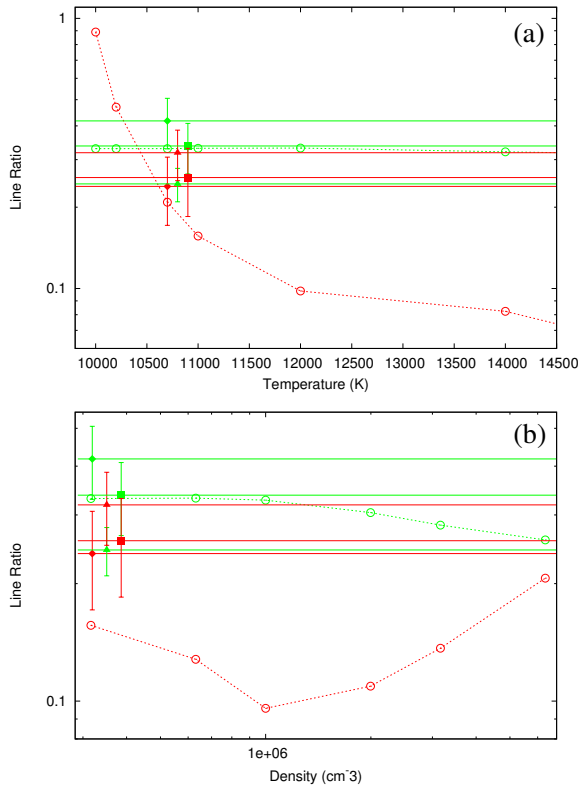 (a)
1
Line Ratio
0.1
10000 10500 11000 11500 12000 12500 13000 13500 14000 14500
Temperature (K)
(b)
Line Ratio
0.1
1e+06
Density (cm⁻3)